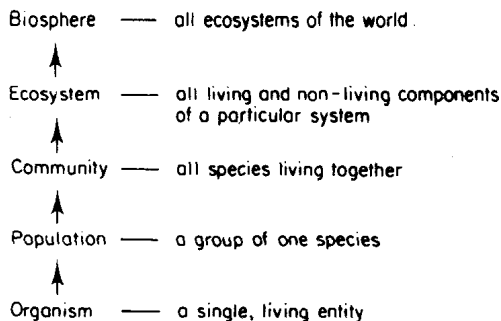 Biosphere — all ecosystems of the world.
Ecosystem — all living and non-living components
of a particular system
Community — all species living together
Population — a group of one species
Organism — a single, living entity